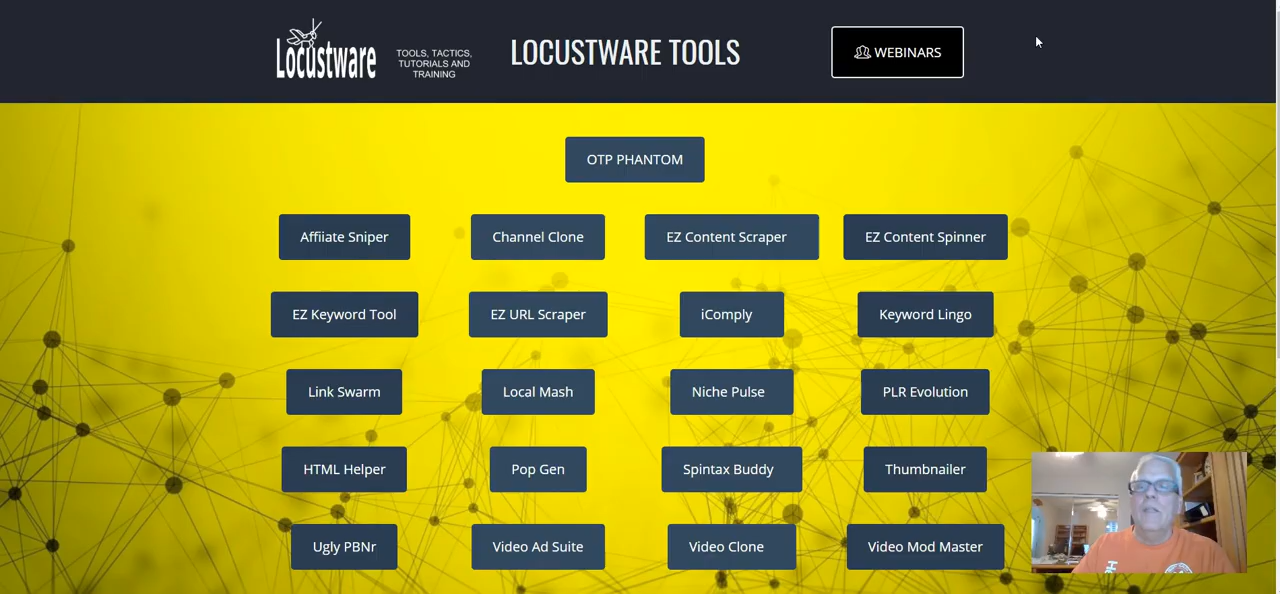 Locustware
TOOLS, TACTICS,
TUTORIALS AND
TRAINING
LOCUSTWARE TOOLS
WEBINARS
OTP PHANTOM
Affiiate Sniper
Channel Clone
EZ Content Scraper
EZ Content Spinner
EZ Keyword Tool
EZ URL Scraper
iComply
Keyword Lingo
Link Swarm
Local Mash
Niche Pulse
PLR Evolution
HTML Helper
Pop Gen
Spintax Buddy
Thumbnailer
Ugly PBNr
Video Ad Suite
Video Clone
Video Mod Master